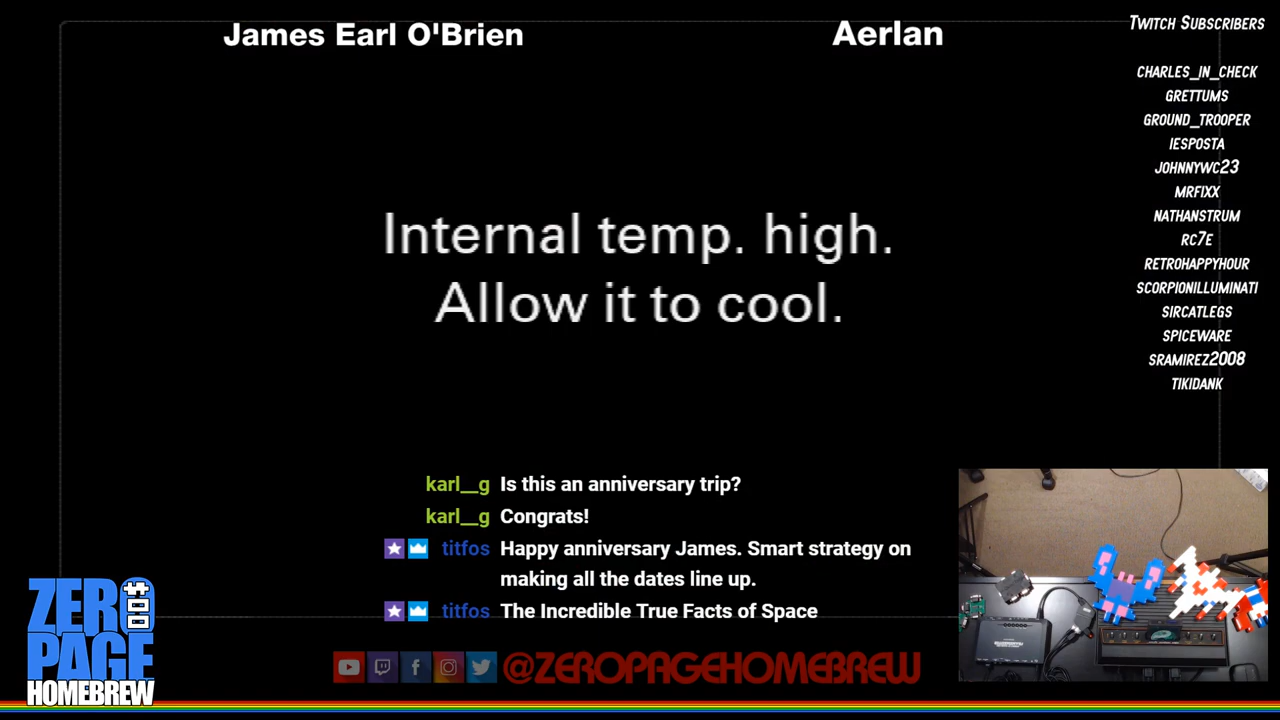 James Earl O'Brien
Aerlan
TWITCH SUBSCRIBERS
CHARLES_IN_CHECK
GRETTUMS
GROUND_TROOPER
IESPOSTA
JOHNNYWC23
MRFIXX
NATHANSTRUM
RC7E
RETROHAPPYHOUR
SCORPIONILLUMINATI
SIRCATLEGS
SPICEWARE
SRAMIREZ2008
TIKIDANK
Internal temp. high.
Allow it to cool.
karl__g Is this an anniversary trip?
karl__g Congrats!
titfos Happy anniversary James. Smart strategy on
making all the dates line up.
titfos The Incredible True Facts of Space
ZERO
PAGE
HOMEBREW
@ZEROPAGEHOMEBREW